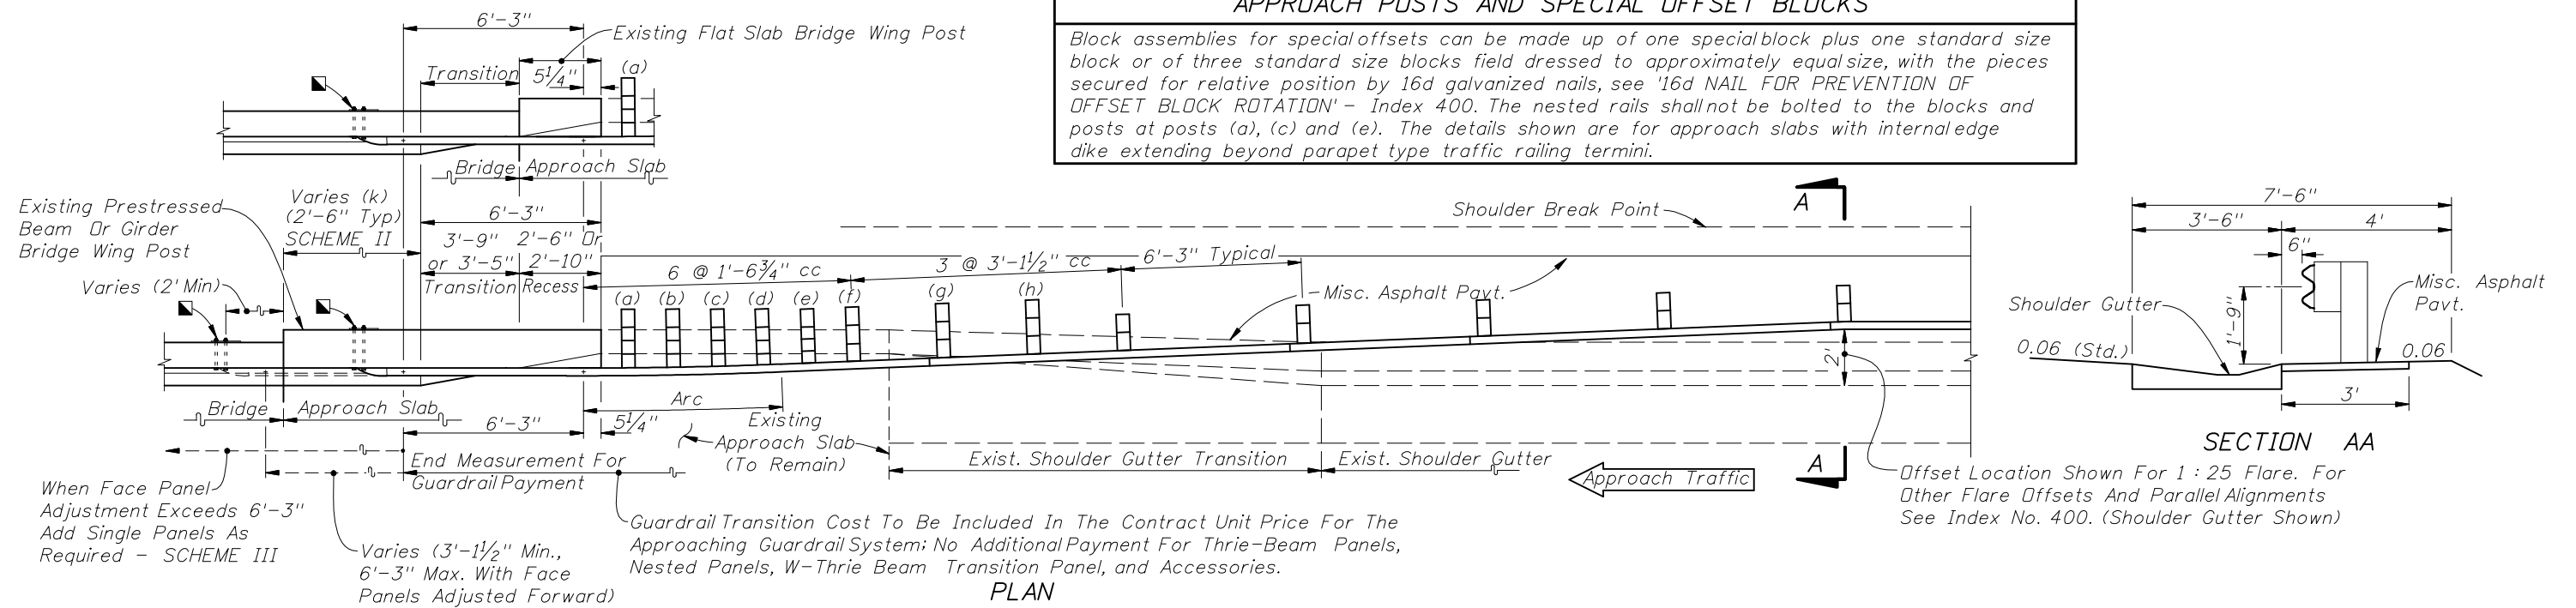 APPROACH POSTS AND SPECIAL OFFSET BLOCKS
Block assemblies for special offsets can be made up of one special block plus one standard size
block or of three standard size blocks field dressed to approximately equal size, with the pieces
secured for relative position by 16d galvanized nails, see '16d NAIL FOR PREVENTION OF
OFFSET BLOCK ROTATION' - Index 400. The nested rails shall not be bolted to the blocks and
posts at posts (a), (c) and (e). The details shown are for approach slabs with internal edge
dike extending beyond parapet type traffic railing termini.
6'-3"
Existing Flat Slab Bridge Wing Post
Transition
5¼"
(a)
Bridge
Approach Slab
Existing Prestressed
Beam Or Girder
Bridge Wing Post
Varies (k)
(2'-6" Typ)
SCHEME II
6'-3"
3'-9"
or 3'-5"
Transition
2'-6" Or
2'-10"
Recess
Varies (2' Min)
6 @ 1'-6¾" cc
3 @ 3'-1½" cc
6'-3" Typical
(a)
(b)
(c)
(d)
(e)
(f)
(g)
(h)
Shoulder Break Point
Misc. Asphalt Pavt.
A
2'
Bridge
Approach Slab
Arc
6'-3"
5¼"
Existing
Approach Slab
(To Remain)
End Measurement For
Guardrail Payment
Exist. Shoulder Gutter Transition
Exist. Shoulder Gutter
Approach Traffic
A
When Face Panel
Adjustment Exceeds 6'-3"
Add Single Panels As
Required - SCHEME III
Varies (3'-1½" Min.,
6'-3" Max. With Face
Panels Adjusted Forward)
Guardrail Transition Cost To Be Included In The Contract Unit Price For The
Approaching Guardrail System; No Additional Payment For Thrie-Beam Panels,
Nested Panels, W-Thrie Beam Transition Panel, and Accessories.
PLAN
7'-6"
3'-6"
4'
6"
1'-9"
Shoulder Gutter
Misc. Asphalt
Pavt.
0.06 (Std.)
0.06
3'
SECTION AA
Offset Location Shown For 1 : 25 Flare. For
Other Flare Offsets And Parallel Alignments
See Index No. 400. (Shoulder Gutter Shown)